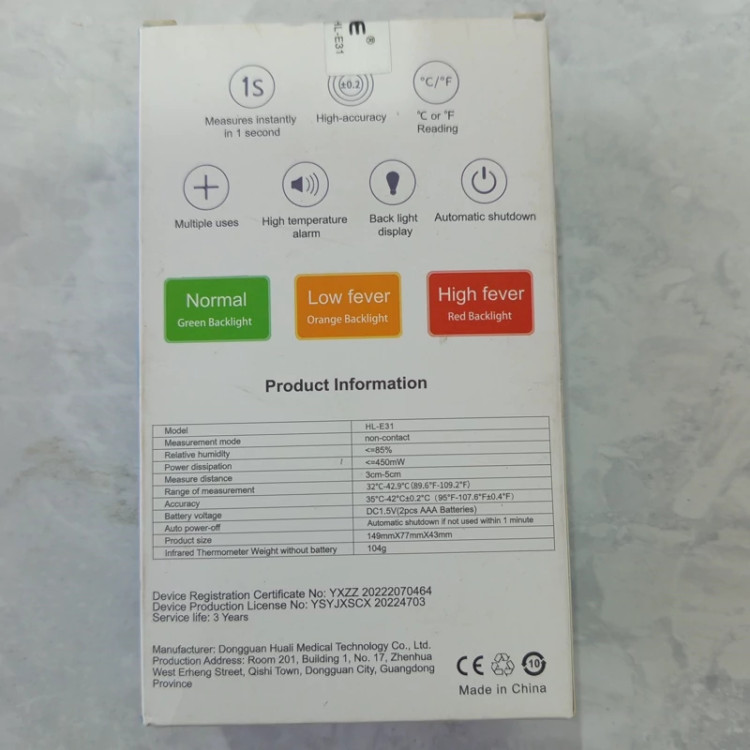 E®
HL-E31
1S
±0.2
°C/°F
Measures instantly
in 1 second
High-accuracy
°C or °F
Reading
Multiple uses
High temperature
alarm
Back light
display
Automatic shutdown
Normal
Green Backlight
Low fever
Orange Backlight
High fever
Red Backlight
Product Information
Model HL-E31
Measurement mode non-contact
Relative humidity <=85%
Power dissipation <=450mW
Measure distance 3cm-5cm
Range of measurement 32°C-42.9°C (89.6°F-109.2°F)
Accuracy 35°C-42°C±0.2°C (95°F-107.6°F±0.4°F)
Battery voltage DC1.5V(2pcs AAA Batteries)
Auto power-off Automatic shutdown if not used within 1 minute
Product size 149mmX77mmX43mm
Infrared Thermometer Weight without battery 104g
Device Registration Certificate No: YXZZ 20222070464
Device Production License No: YSYJXSCX 20224703
Service life: 3 Years
Manufacturer: Dongguan Huali Medical Technology Co., Ltd.
Production Address: Room 201, Building 1, No. 17, Zhenhua
West Erheng Street, Qishi Town, Dongguan City, Guangdong
Province
CE
10
Made in China